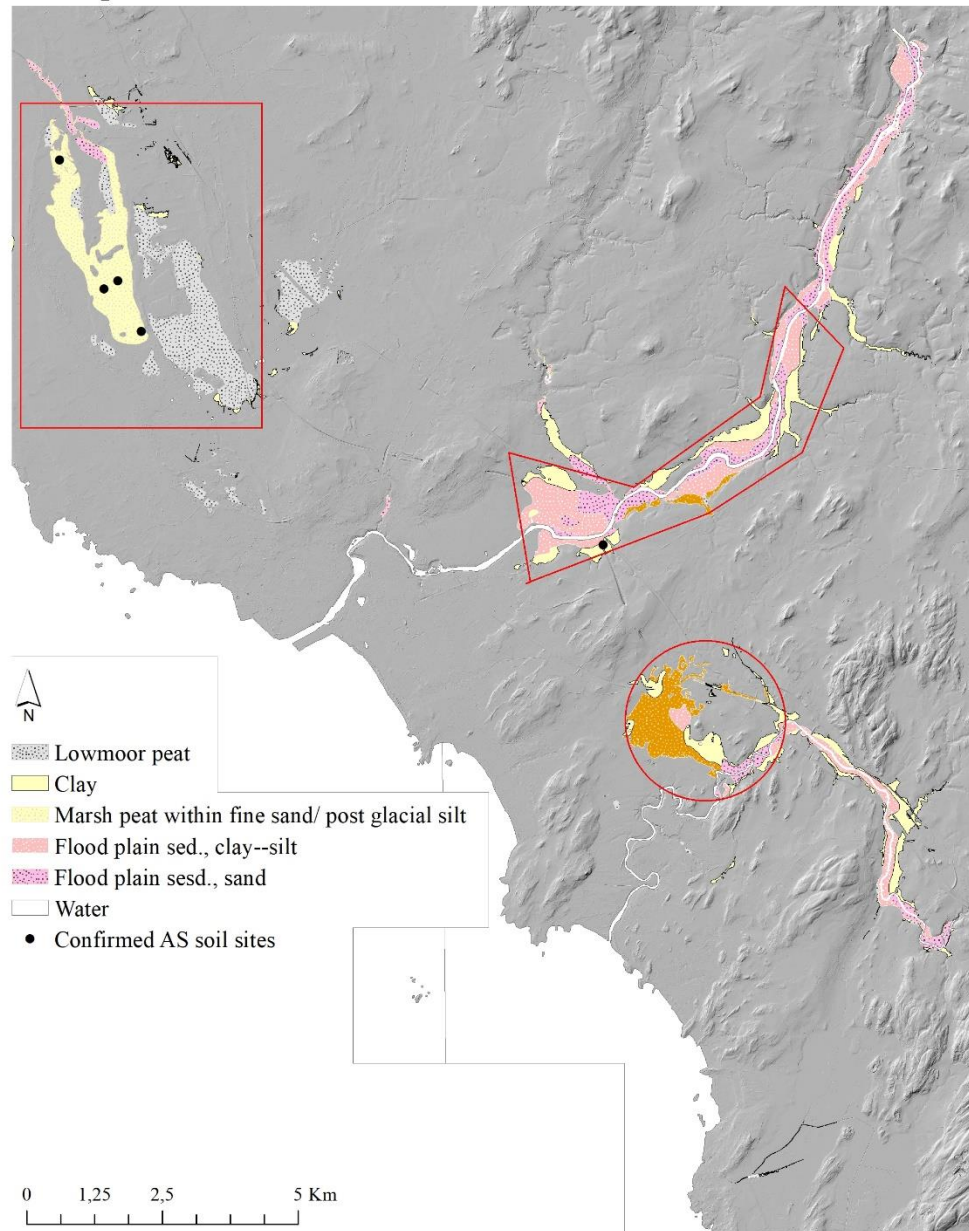 N
Lowmoor peat
Clay
Marsh peat within fine sand/ post glacial silt
Flood plain sed., clay--silt
Flood plain sesd., sand
Water
Confirmed AS soil sites
0 1,25 2,5 5 Km